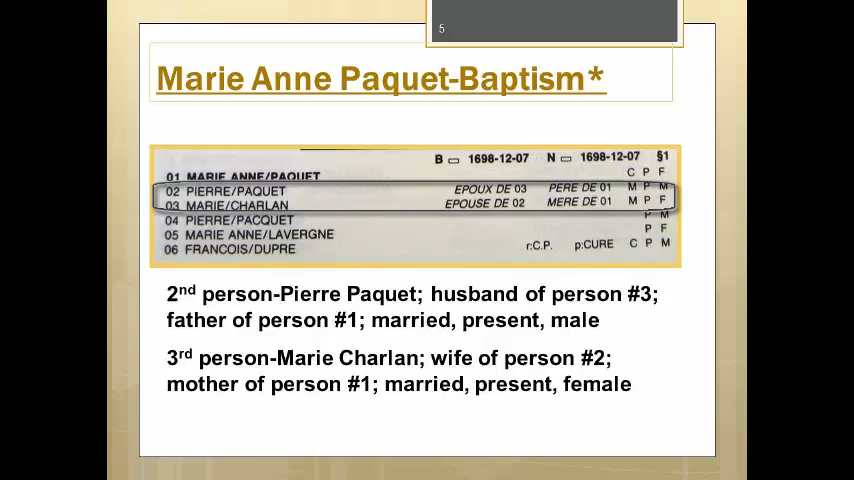 5
Marie Anne Paquet-Baptism*
B 1698-12-07 N 1698-12-07 §1
01 MARIE ANNE/PAQUET C P F
02 PIERRE/PAQUET EPOUX DE 03 PERE DE 01 M P M
03 MARIE/CHARLAN EPOUSE DE 02 MERE DE 01 M P F
04 PIERRE/PACQUET P M
05 MARIE ANNE/LAVERGNE P F
06 FRANCOIS/DUPRE r:C.P. p:CURE C P M
2nd person-Pierre Paquet; husband of person #3;
father of person #1; married, present, male
3rd person-Marie Charlan; wife of person #2;
mother of person #1; married, present, female